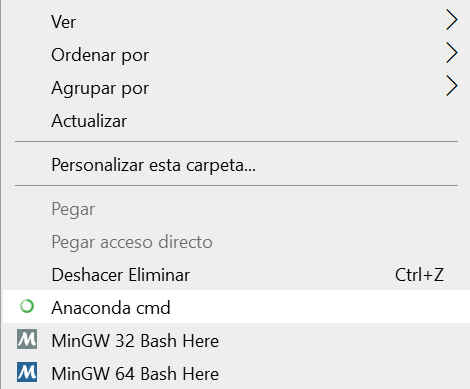 Ver
Ordenar por
Agrupar por
Actualizar
Personalizar esta carpeta...
Pegar
Pegar acceso directo
Deshacer Eliminar Ctrl+Z
Anaconda cmd
MinGW 32 Bash Here
MinGW 64 Bash Here